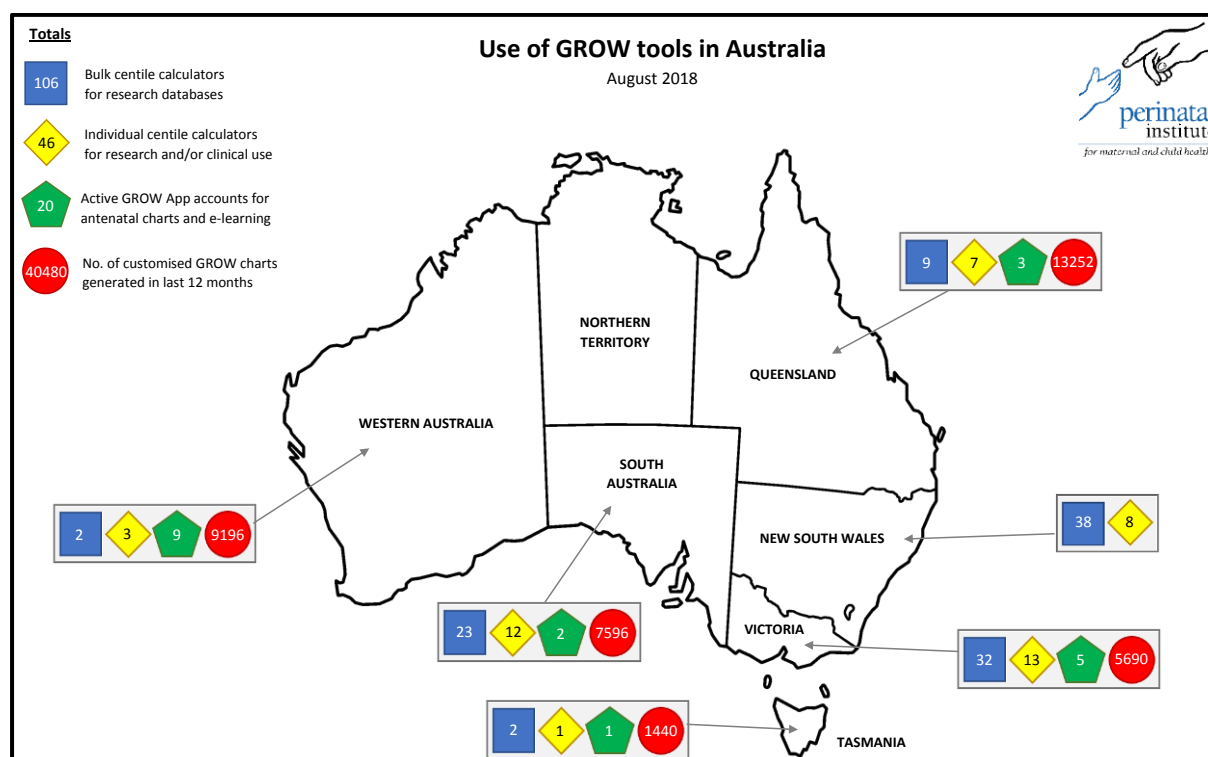 Totals
Use of GROW tools in Australia
August 2018
106
Bulk centile calculators
for research databases
46
Individual centile calculators
for research and/or clinical use
20
Active GROW App accounts for
antenatal charts and e-learning
40480
No. of customised GROW charts
generated in last 12 months
perinata
institut
for maternal and child health
9 7 3 13252
NORTHERN
TERRITORY
QUEENSLAND
WESTERN AUSTRALIA
SOUTH
AUSTRALIA
2 3 9 9196
38 8
NEW SOUTH WALES
23 12 2 7596
VICTORIA
32 13 5 5690
2 1 1 1440
TASMANIA